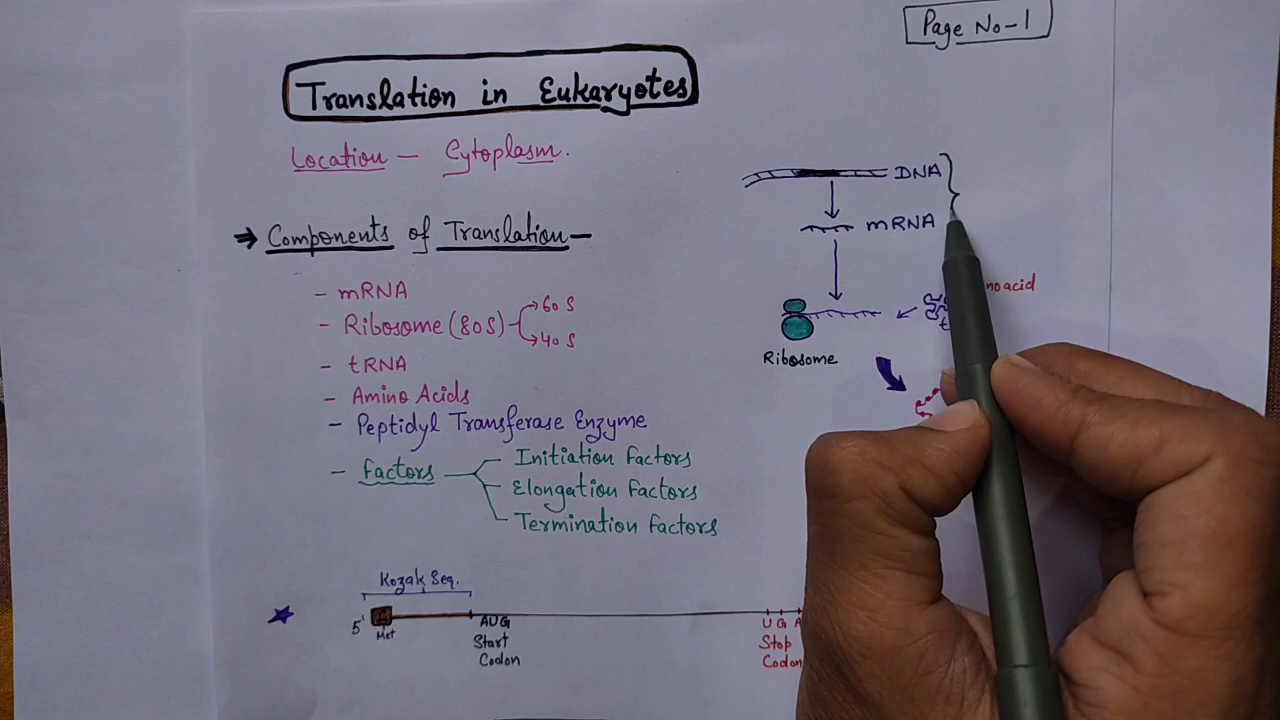 Page No-1
Translation in Eukaryotes
Location - Cytoplasm.
DNA
mRNA
⇒ Components of Translation-
- mRNA
- Ribosome (80S) → 60 S
→ 40 S
- tRNA
- Amino Acids
- Peptidyl Transferase Enzyme
- Factors
Initiation Factors
Elongation Factors
Termination Factors
Ribosome
Kozak Seq.
5'
Met
AUG
Start
Codon
U G A
Stop
Codon